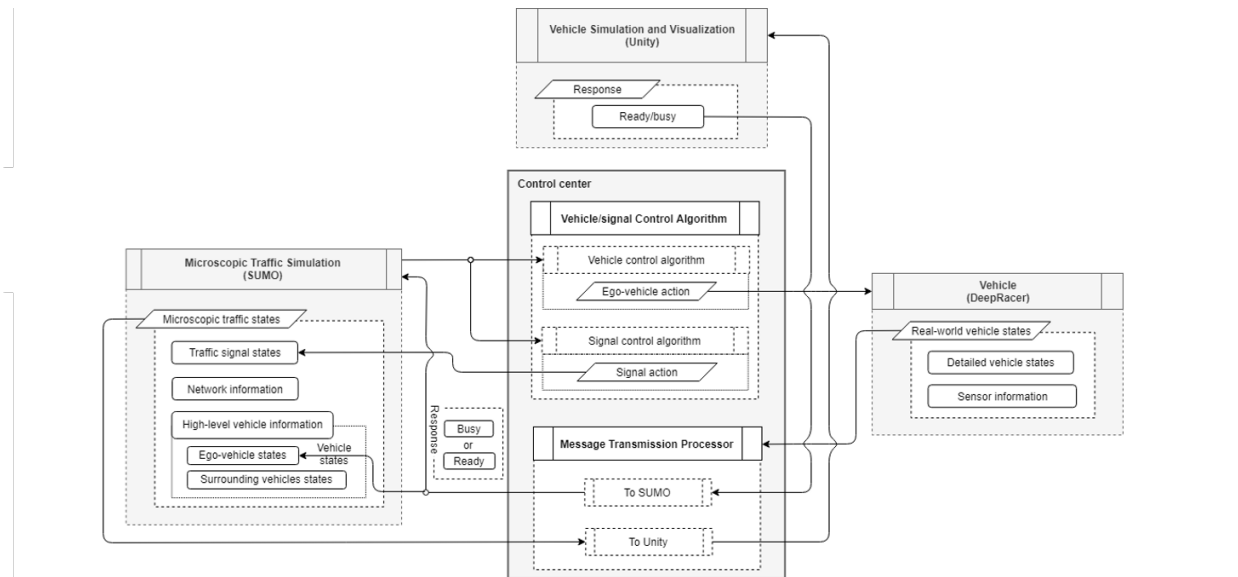 Vehicle Simulation and Visualization
(Unity)
Response
Ready/busy
Control center
Vehicle/signal Control Algorithm
Vehicle control algorithm
Ego-vehicle action
Signal control algorithm
Signal action
Microscopic Traffic Simulation
(SUMO)
Microscopic traffic states
Traffic signal states
Network information
High-level vehicle information
Ego-vehicle states
Vehicle
states
Surrounding vehicles states
Response
Busy
or
Ready
Message Transmission Processor
To SUMO
To Unity
Vehicle
(DeepRacer)
Real-world vehicle states
Detailed vehicle states
Sensor information